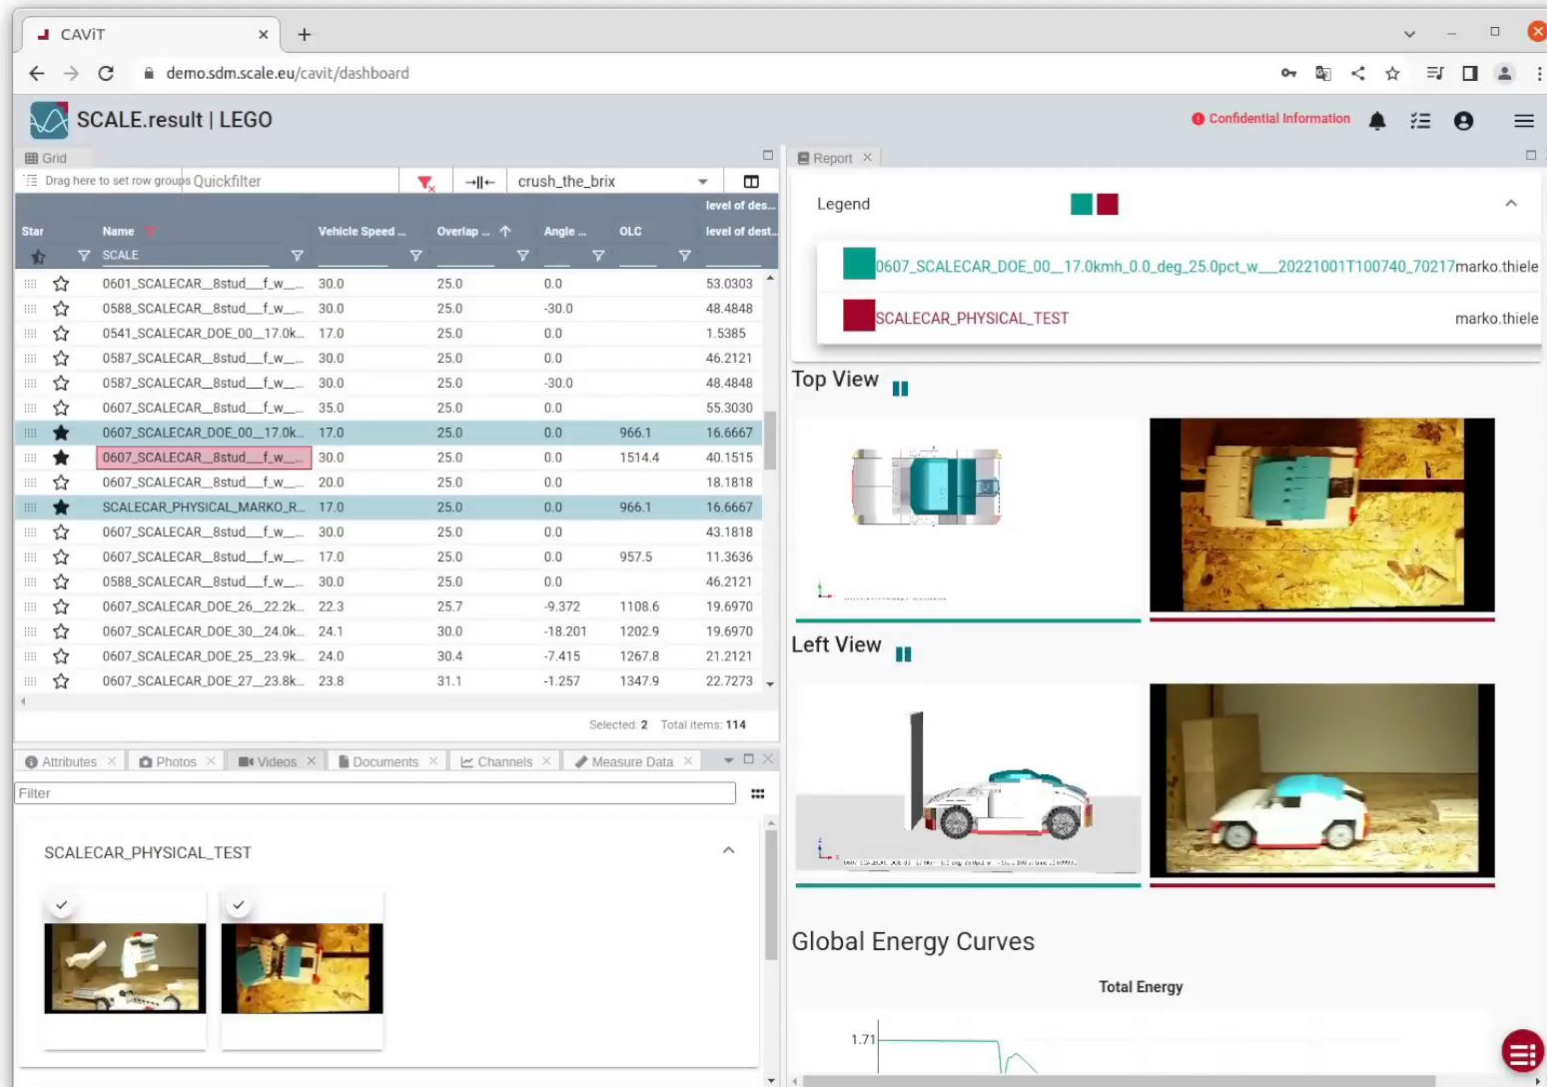 CAViT
demo.sdm.scale.eu/cavit/dashboard
SCALE.result | LEGO
Confidential Information
Grid
Drag here to set row groups Quickfilter crush_the_brix
level of des...
Star Name Vehicle Speed ... Overlap ... Angle ... OLC level of dest...
SCALE
0601_SCALECAR__8stud___f_w__... 30.0 25.0 0.0 53.0303
0588_SCALECAR__8stud___f_w__... 30.0 25.0 -30.0 48.4848
0541_SCALECAR_DOE_00__17.0k... 17.0 25.0 0.0 1.5385
0587_SCALECAR__8stud___f_w__... 30.0 25.0 0.0 46.2121
0587_SCALECAR__8stud___f_w__... 30.0 25.0 -30.0 48.4848
0607_SCALECAR__8stud___f_w__... 35.0 25.0 0.0 55.3030
0607_SCALECAR_DOE_00__17.0k... 17.0 25.0 0.0 966.1 16.6667
0607_SCALECAR__8stud___f_w__... 30.0 25.0 0.0 1514.4 40.1515
0607_SCALECAR__8stud___f_w__... 20.0 25.0 0.0 18.1818
SCALECAR_PHYSICAL_MARKO_R... 17.0 25.0 0.0 966.1 16.6667
0607_SCALECAR__8stud___f_w__... 30.0 25.0 0.0 43.1818
0607_SCALECAR__8stud___f_w__... 17.0 25.0 0.0 957.5 11.3636
0588_SCALECAR__8stud___f_w__... 30.0 25.0 0.0 46.2121
0607_SCALECAR_DOE_26__22.2k... 22.3 25.7 -9.372 1108.6 19.6970
0607_SCALECAR_DOE_30__24.0k... 24.1 30.0 -18.201 1202.9 19.6970
0607_SCALECAR_DOE_25__23.9k... 24.0 30.4 -7.415 1267.8 21.2121
0607_SCALECAR_DOE_27__23.8k... 23.8 31.1 -1.257 1347.9 22.7273
Selected: 2 Total items: 114
Attributes Photos Videos Documents Channels Measure Data
Filter
SCALECAR_PHYSICAL_TEST
Report
Legend
0607_SCALECAR_DOE_00__17.0kmh_0.0_deg_25.0pct_w___20221001T100740_70217 marko.thiele
SCALECAR_PHYSICAL_TEST marko.thiele
Top View
Left View
Global Energy Curves
Total Energy
1.71